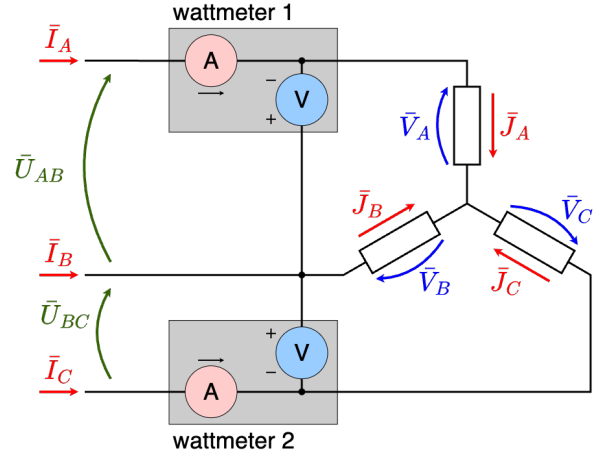 wattmeter 1
Ī_A
A
−
V
+
V̄_A
J̄_A
Ū_AB
J̄_B
V̄_C
Ī_B
V̄_B
J̄_C
Ū_BC
+
V
−
Ī_C
A
wattmeter 2